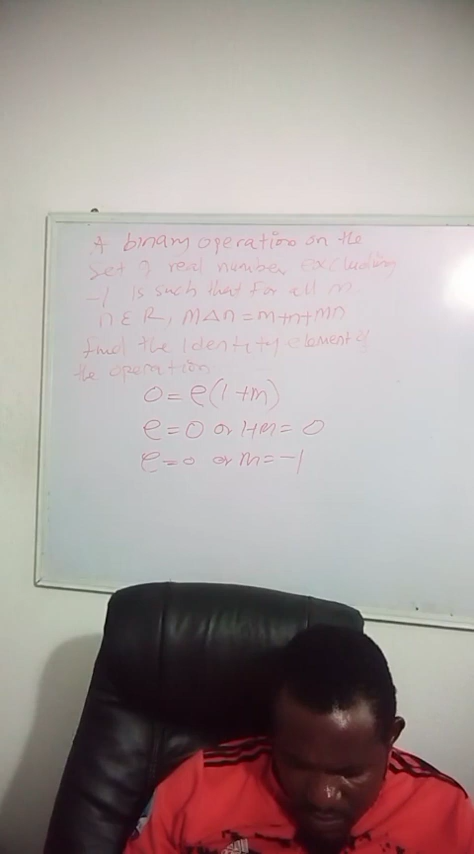 A binary operation on the
Set of real number excluding
-1 is such that for all m
n ∈ R, m∆n = m+n+mn
find the identity element of
the operation
0 = e(1+m)
e = 0 or 1+m = 0
e = 0 or m = -1